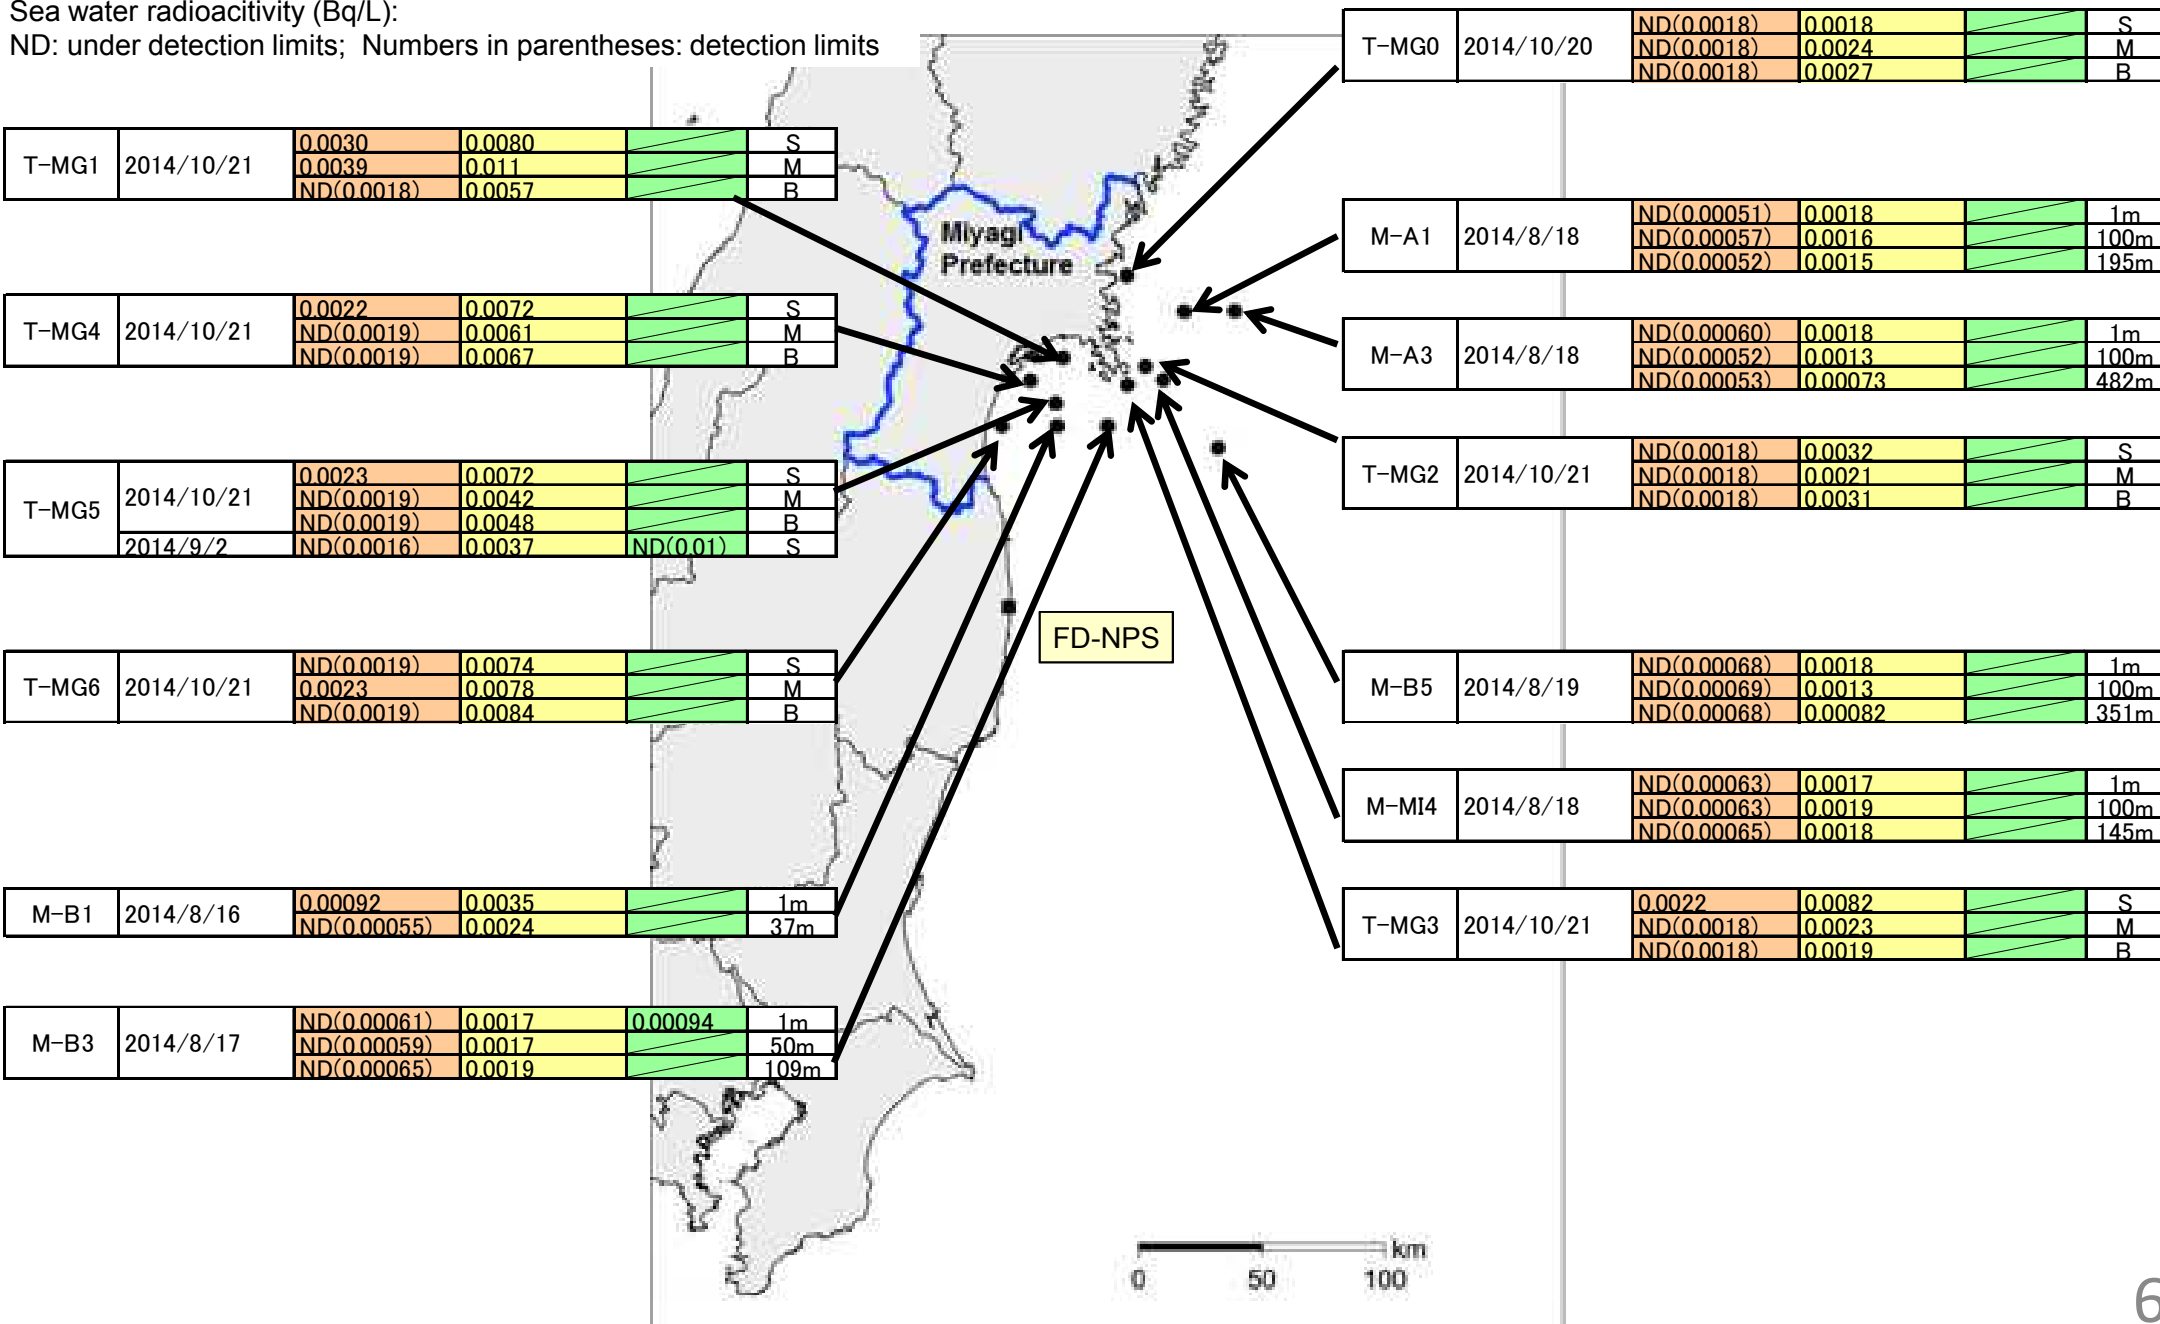 Sea water radioacitivity (Bq/L):
ND: under detection limits; Numbers in parentheses: detection limits
T-MG1 2014/10/21 0.0030 0.0080 S
0.0039 0.011 M
ND(0.0018) 0.0057 B
T-MG4 2014/10/21 0.0022 0.0072 S
ND(0.0019) 0.0061 M
ND(0.0019) 0.0067 B
T-MG5 2014/10/21 0.0023 0.0072 S
ND(0.0019) 0.0042 M
ND(0.0019) 0.0048 B
2014/9/2 ND(0.0016) 0.0037 ND(0.01) S
T-MG6 2014/10/21 ND(0.0019) 0.0074 S
0.0023 0.0078 M
ND(0.0019) 0.0084 B
M-B1 2014/8/16 0.00092 0.0035 1m
ND(0.00055) 0.0024 37m
M-B3 2014/8/17 ND(0.00061) 0.0017 0.00094 1m
ND(0.00059) 0.0017 50m
ND(0.00065) 0.0019 109m
Miyagi
Prefecture
FD-NPS
T-MG0 2014/10/20 ND(0.0018) 0.0018 S
ND(0.0018) 0.0024 M
ND(0.0018) 0.0027 B
M-A1 2014/8/18 ND(0.00051) 0.0018 1m
ND(0.00057) 0.0016 100m
ND(0.00052) 0.0015 195m
M-A3 2014/8/18 ND(0.00060) 0.0018 1m
ND(0.00052) 0.0013 100m
ND(0.00053) 0.00073 482m
T-MG2 2014/10/21 ND(0.0018) 0.0032 S
ND(0.0018) 0.0021 M
ND(0.0018) 0.0031 B
M-B5 2014/8/19 ND(0.00068) 0.0018 1m
ND(0.00069) 0.0013 100m
ND(0.00068) 0.00082 351m
M-MI4 2014/8/18 ND(0.00063) 0.0017 1m
ND(0.00063) 0.0019 100m
ND(0.00065) 0.0018 145m
T-MG3 2014/10/21 0.0022 0.0082 S
ND(0.0018) 0.0023 M
ND(0.0018) 0.0019 B
km
0 50 100
6